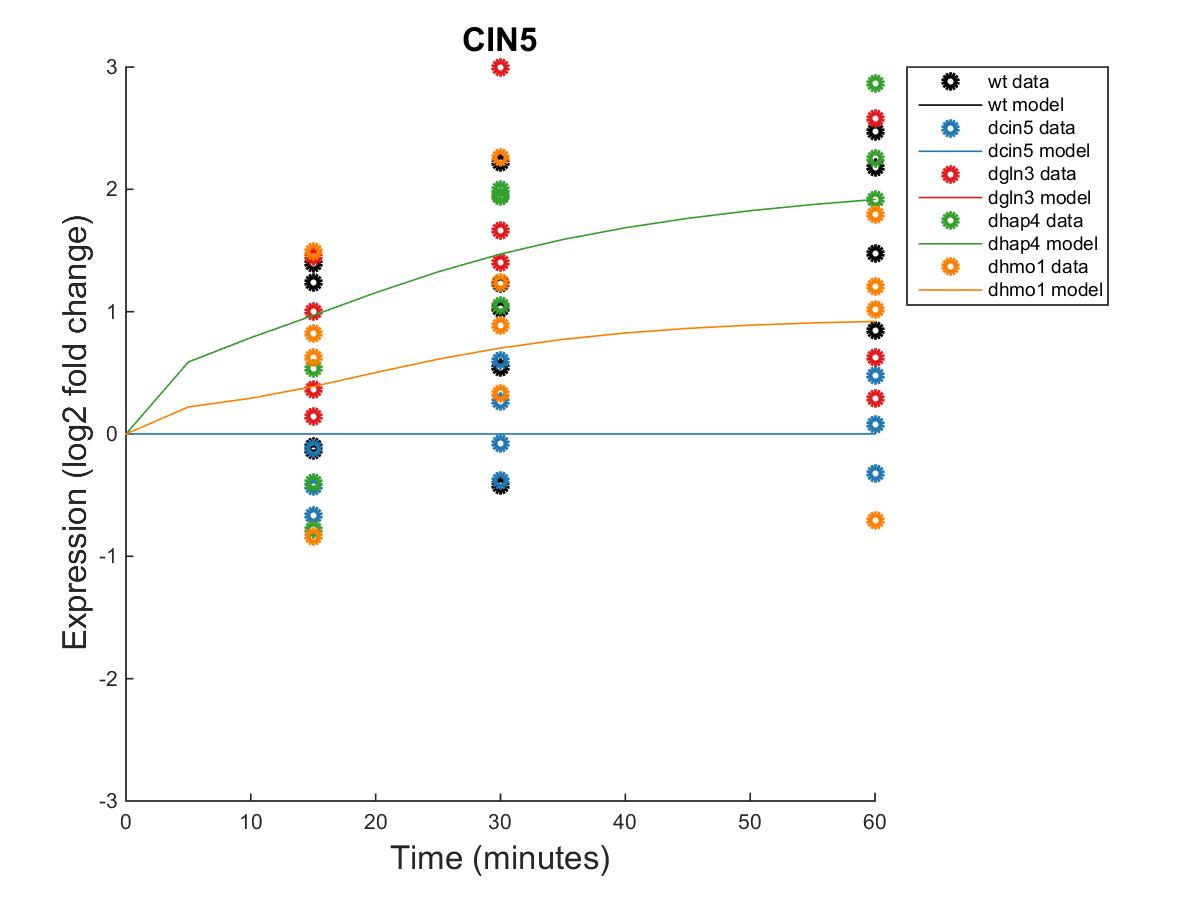 CIN5
Expression (log2 fold change)
3
2
1
0
-1
-2
-3
0 10 20 30 40 50 60
Time (minutes)
wt data
wt model
dcin5 data
dcin5 model
dgln3 data
dgln3 model
dhap4 data
dhap4 model
dhmo1 data
dhmo1 model